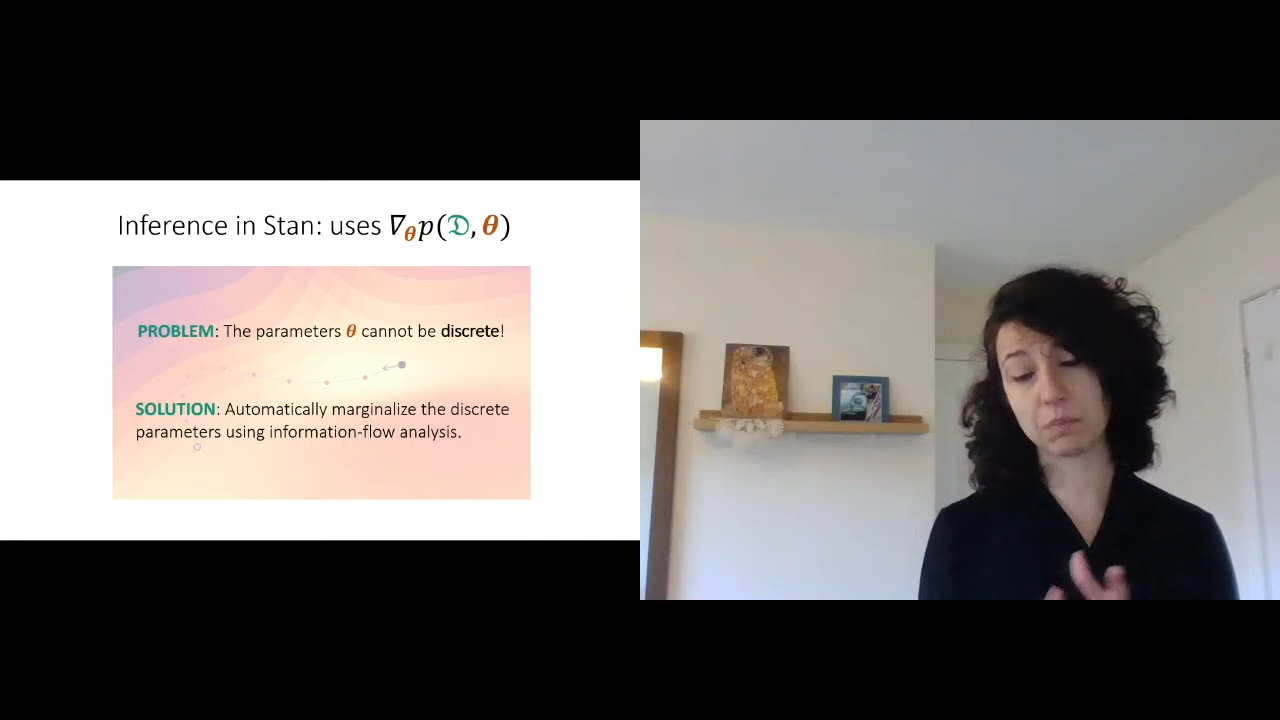 Inference in Stan: uses ∇_θ p(𝔇, θ)
PROBLEM: The parameters θ cannot be discrete!
SOLUTION: Automatically marginalize the discrete
parameters using information-flow analysis.